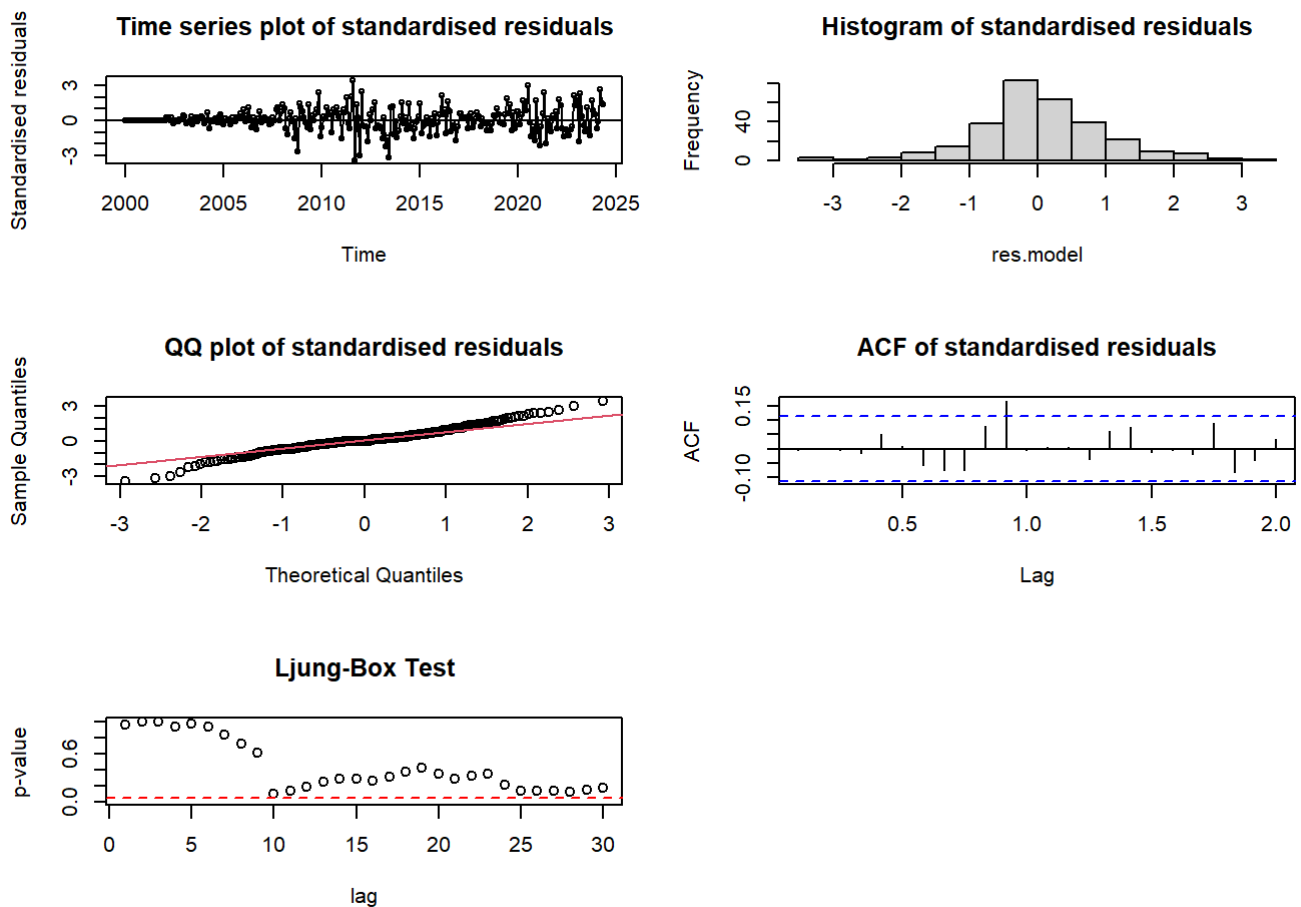 Time series plot of standardised residuals
Standardised residuals
3
0
-3
2000 2005 2010 2015 2020 2025
Time
Histogram of standardised residuals
Frequency
40
0
-3 -2 -1 0 1 2 3
res.model
QQ plot of standardised residuals
Sample Quantiles
3
0
-3
-3 -2 -1 0 1 2 3
Theoretical Quantiles
ACF of standardised residuals
ACF
0.15
-0.10
0.5 1.0 1.5 2.0
Lag
Ljung-Box Test
p-value
0.6
0.0
0 5 10 15 20 25 30
lag